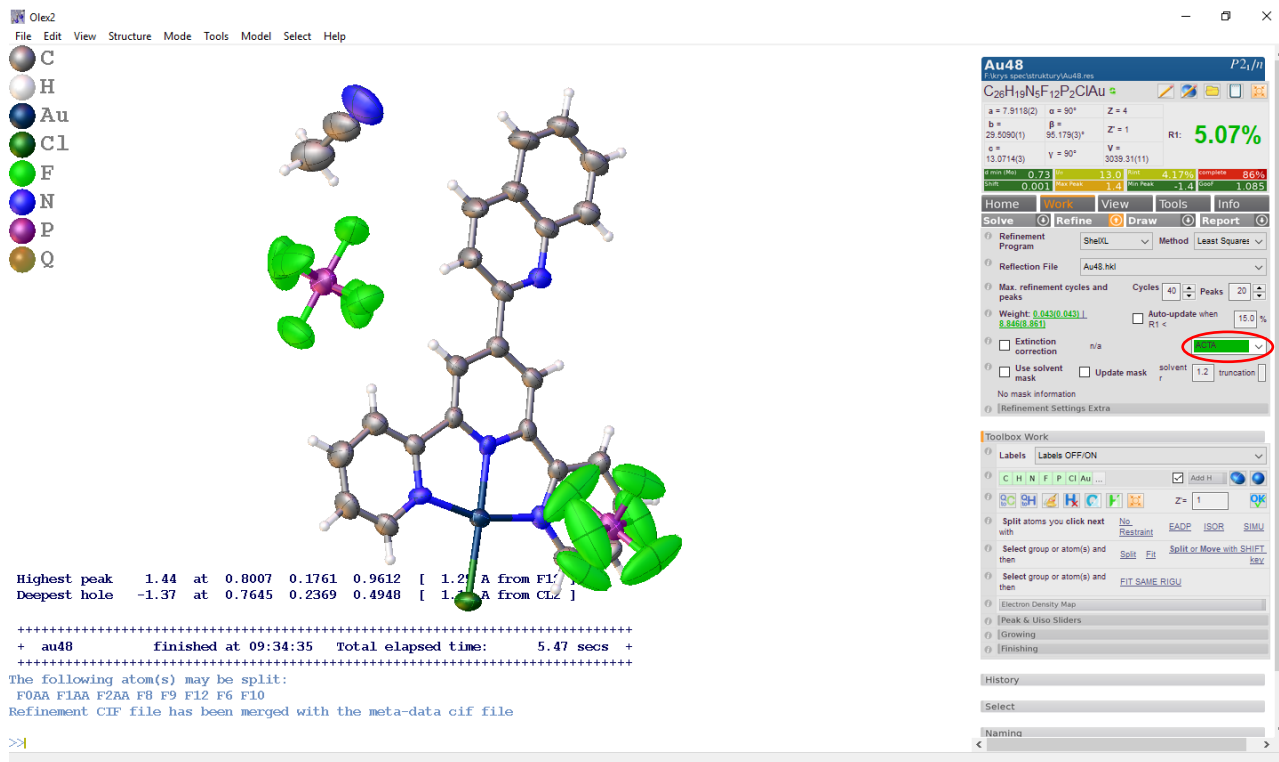 Olex2
File Edit View Structure Mode Tools Model Select Help
C
H
Au
Cl
F
N
P
Q
Highest peak 1.44 at 0.8007 0.1761 0.9612 [ 1.29 A from F12 ]
Deepest hole -1.37 at 0.7645 0.2369 0.4948 [ A from CL2 ]
++++++++++++++++++++++++++++++++++++++++++++++++++++++++++++++++++++++++++++++
+ au48 finished at 09:34:35 Total elapsed time: 5.47 secs +
++++++++++++++++++++++++++++++++++++++++++++++++++++++++++++++++++++++++++++++
The following atom(s) may be split:
F0AA F1AA F2AA F8 F9 F12 F6 F10
Refinement CIF file has been merged with the meta-data cif file
>>
Au48 P2₁/n
F:\krys spec\struktury\Au48.res
C₂₆H₁₉N₅F₁₂P₂ClAu
a = 7.9118(2) α = 90° Z = 4
b = 29.5090(1) β = 95.179(3)° Z' = 1
c = 13.0714(3) γ = 90° V = 3039.31(11)
R1: 5.07%
d min (Mo) 0.73 I/σ 13.0 Rint 4.17% complete 86%
Shift 0.001 Max Peak 1.4 Min Peak -1.4 Goof 1.085
Home Work View Tools Info
Solve Refine Draw Report
Refinement Program ShelXL Method Least Squares
Reflection File Au48.hkl
Max. refinement cycles and peaks Cycles 40 Peaks 20
Weight: 0.043(0.043) | 8.846(8.861) Auto-update when R1 < 15.0 %
Extinction correction n/a ACTA
Use solvent mask Update mask solvent r 1.2 truncation
No mask information
Refinement Settings Extra
Toolbox Work
Labels Labels OFF/ON
C H N F P Cl Au ... Add H
Z'= 1 OK
Split atoms you click next with No Restraint EADP ISOR SIMU
Select group or atom(s) and then Split Fit Split or Move with SHIFT key
Select group or atom(s) and then FIT SAME RIGU
Electron Density Map
Peak & Uiso Sliders
Growing
Finishing
History
Select
Naming